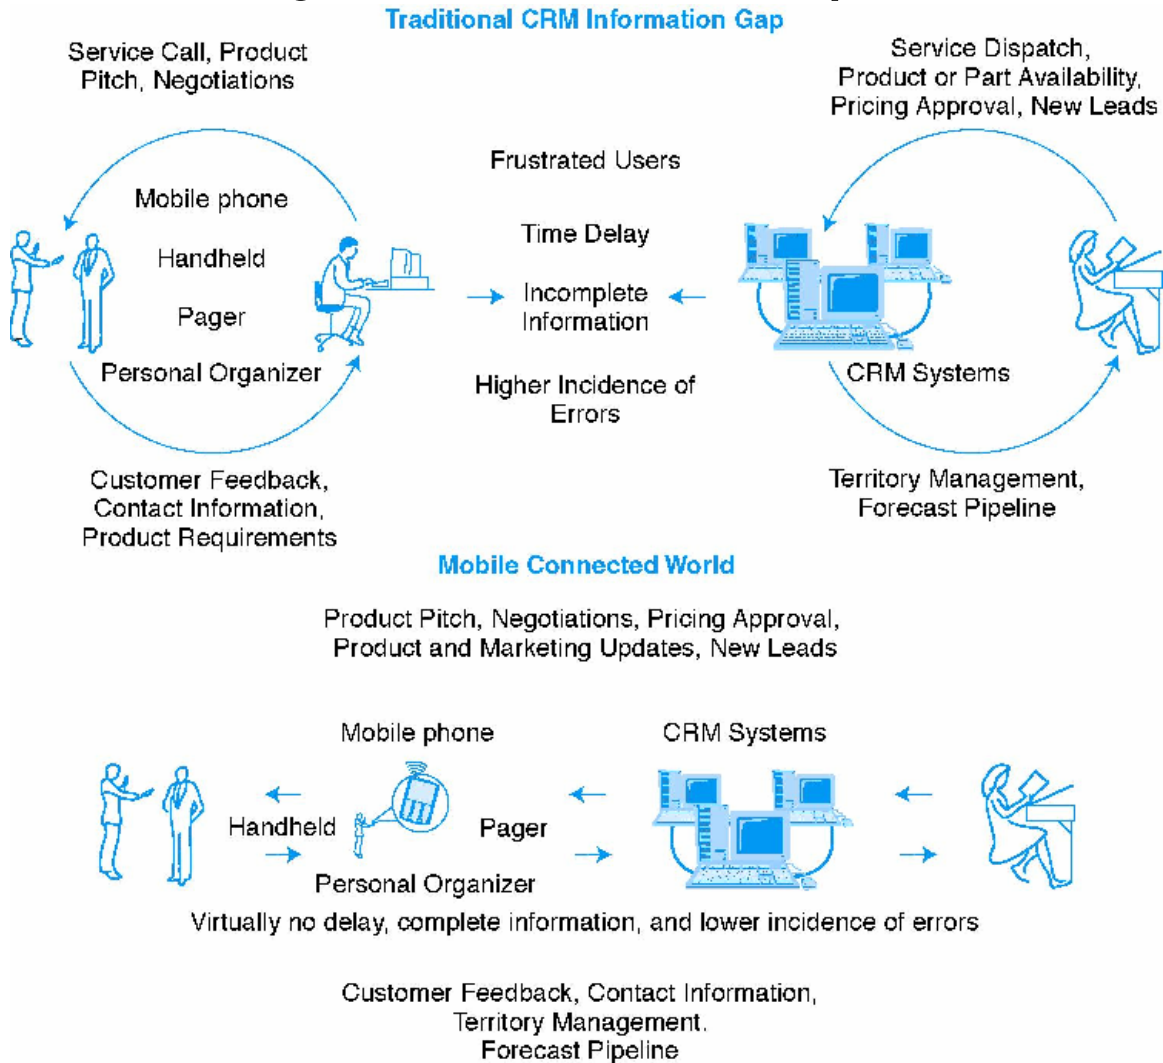 Traditional CRM Information Gap
Service Call, Product
Pitch, Negotiations
Service Dispatch,
Product or Part Availability,
Pricing Approval, New Leads
Mobile phone
Handheld
Pager
Personal Organizer
Frustrated Users
Time Delay
Incomplete
Information
Higher Incidence of
Errors
CRM Systems
Customer Feedback,
Contact Information,
Product Requirements
Territory Management,
Forecast Pipeline
Mobile Connected World
Product Pitch, Negotiations, Pricing Approval,
Product and Marketing Updates, New Leads
Mobile phone
CRM Systems
Handheld
Pager
Personal Organizer
Virtually no delay, complete information, and lower incidence of errors
Customer Feedback, Contact Information,
Territory Management.
Forecast Pipeline